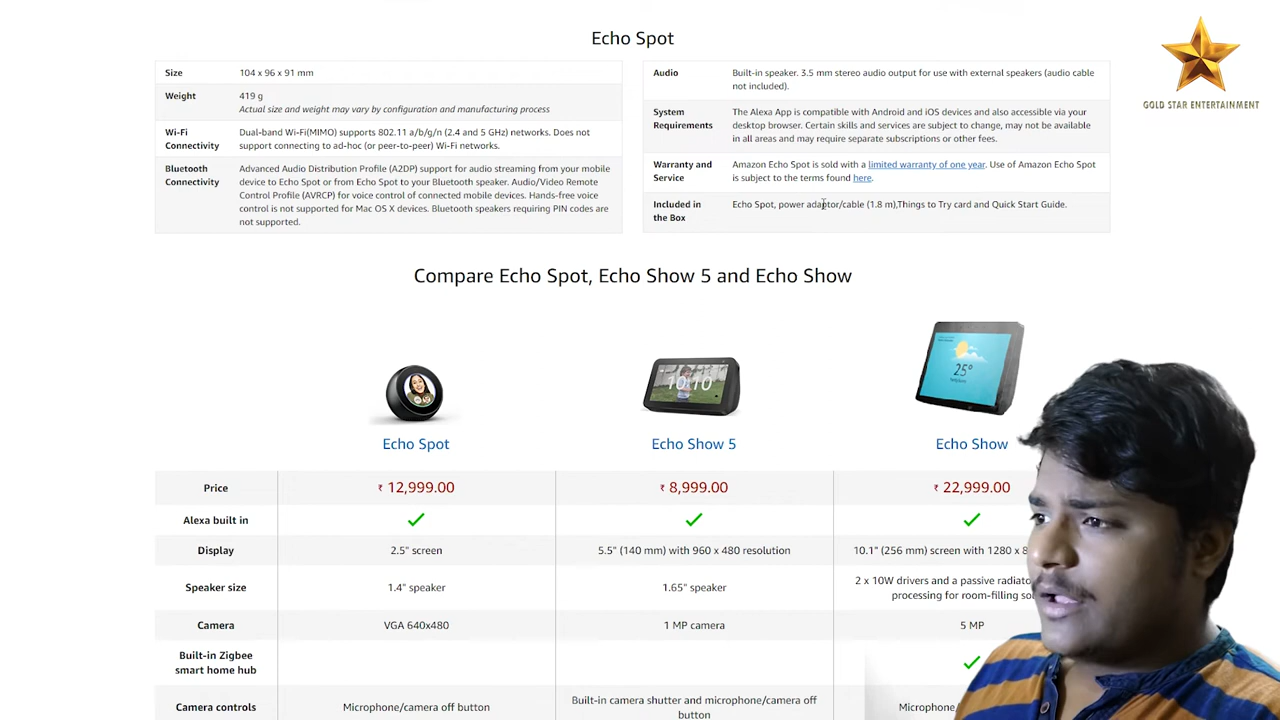 Echo Spot
GOLD STAR ENTERTAINMENT
Size 104 x 96 x 91 mm
Weight 419 g
Actual size and weight may vary by configuration and manufacturing process
Wi-Fi Connectivity Dual-band Wi-Fi(MIMO) supports 802.11 a/b/g/n (2.4 and 5 GHz) networks. Does not
support connecting to ad-hoc (or peer-to-peer) Wi-Fi networks.
Bluetooth Connectivity Advanced Audio Distribution Profile (A2DP) support for audio streaming from your mobile
device to Echo Spot or from Echo Spot to your Bluetooth speaker. Audio/Video Remote
Control Profile (AVRCP) for voice control of connected mobile devices. Hands-free voice
control is not supported for Mac OS X devices. Bluetooth speakers requiring PIN codes are
not supported.
Audio Built-in speaker. 3.5 mm stereo audio output for use with external speakers (audio cable
not included).
System Requirements The Alexa App is compatible with Android and iOS devices and also accessible via your
desktop browser. Certain skills and services are subject to change, may not be available
in all areas and may require separate subscriptions or other fees.
Warranty and Service Amazon Echo Spot is sold with a limited warranty of one year. Use of Amazon Echo Spot
is subject to the terms found here.
Included in the Box Echo Spot, power adaptor/cable (1.8 m),Things to Try card and Quick Start Guide.
Compare Echo Spot, Echo Show 5 and Echo Show
10:10
25°
Echo Spot Echo Show 5 Echo Show
Price ₹ 12,999.00 ₹ 8,999.00 ₹ 22,999.00
Alexa built in
Display 2.5" screen 5.5" (140 mm) with 960 x 480 resolution 10.1" (256 mm) screen with 1280 x
Speaker size 1.4" speaker 1.65" speaker 2 x 10W drivers and a passive
processing for room-filling
Camera VGA 640x480 1 MP camera 5 MP
Built-in Zigbee
smart home hub
Camera controls Microphone/camera off button Built-in camera shutter and microphone/camera off
button